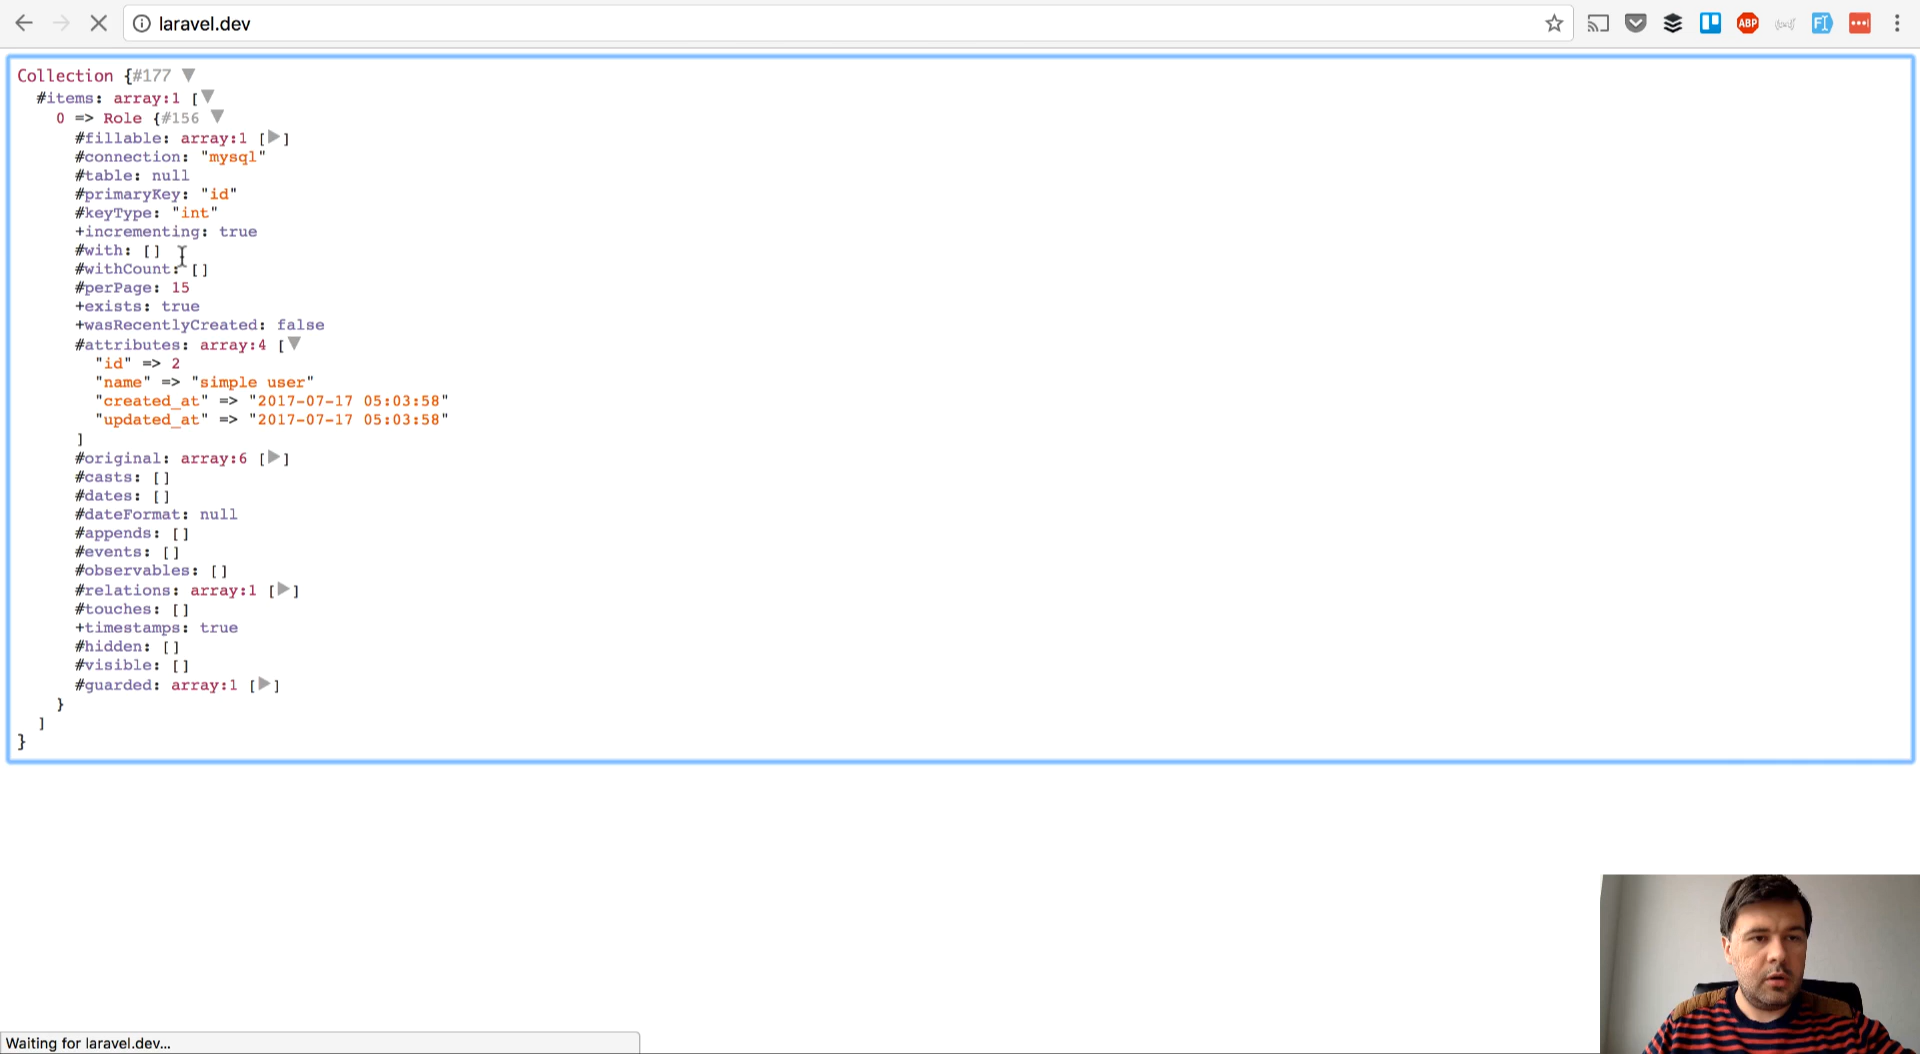 laravel.dev
ABP
Collection {#177 ▼
#items: array:1 [▼
0 => Role {#156 ▼
#fillable: array:1 [▶]
#connection: "mysql"
#table: null
#primaryKey: "id"
#keyType: "int"
+incrementing: true
#with: []
#withCount: []
#perPage: 15
+exists: true
+wasRecentlyCreated: false
#attributes: array:4 [▼
"id" => 2
"name" => "simple user"
"created_at" => "2017-07-17 05:03:58"
"updated_at" => "2017-07-17 05:03:58"
]
#original: array:6 [▶]
#casts: []
#dates: []
#dateFormat: null
#appends: []
#events: []
#observables: []
#relations: array:1 [▶]
#touches: []
+timestamps: true
#hidden: []
#visible: []
#guarded: array:1 [▶]
}
]
}
Waiting for laravel.dev...